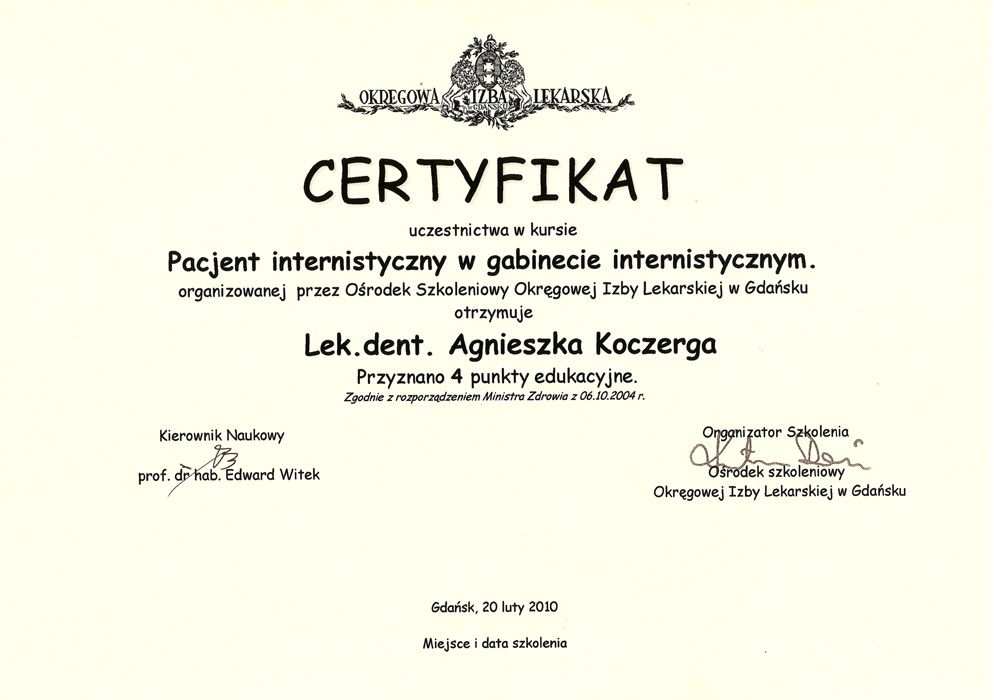 OKRĘGOWA IZBA LEKARSKA
W GDAŃSKU
CERTYFIKAT
uczestnictwa w kursie
Pacjent internistyczny w gabinecie internistycznym.
organizowanej przez Ośrodek Szkoleniowy Okręgowej Izby Lekarskiej w Gdańsku
otrzymuje
Lek.dent. Agnieszka Koczerga
Przyznano 4 punkty edukacyjne.
Zgodnie z rozporządzeniem Ministra Zdrowia z 06.10.2004 r.
Kierownik Naukowy
prof. dr hab. Edward Witek
Organizator Szkolenia
Ośrodek szkoleniowy
Okręgowej Izby Lekarskiej w Gdańsku
Gdańsk, 20 luty 2010
Miejsce i data szkolenia